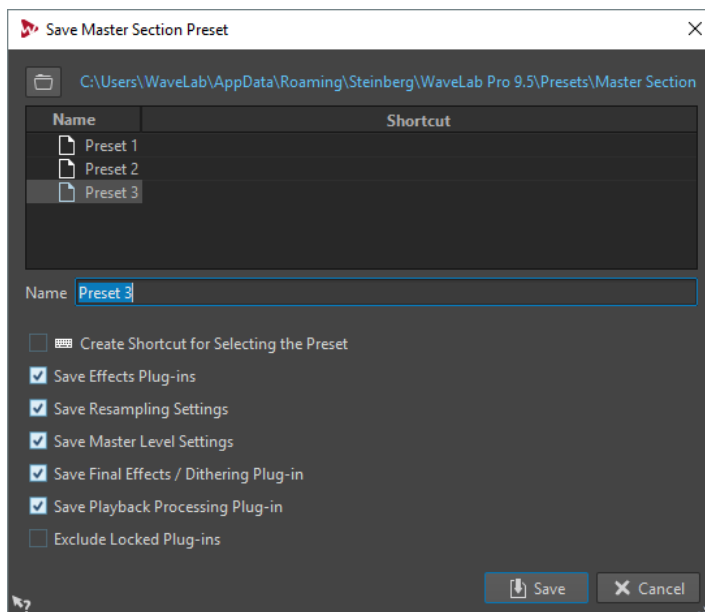 Save Master Section Preset
C:\Users\WaveLab\AppData\Roaming\Steinberg\WaveLab Pro 9.5\Presets\Master Section
Name Shortcut
Preset 1
Preset 2
Preset 3
Name Preset 3
Create Shortcut for Selecting the Preset
Save Effects Plug-ins
Save Resampling Settings
Save Master Level Settings
Save Final Effects / Dithering Plug-in
Save Playback Processing Plug-in
Exclude Locked Plug-ins
Save Cancel